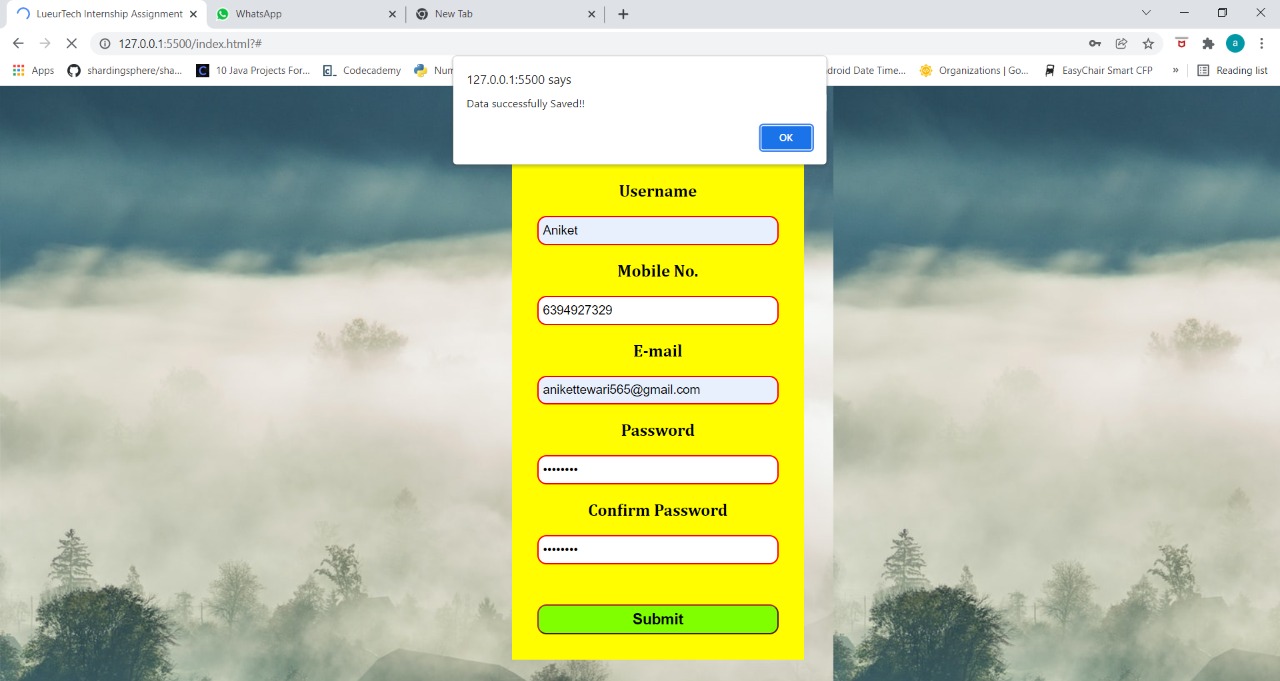 LueurTech Internship Assignment
WhatsApp
New Tab
127.0.0.1:5500/index.html?#
a
Apps
shardingsphere/sha...
10 Java Projects For...
Codecademy
Num
droid Date Time...
Organizations | Go...
EasyChair Smart CFP
»
Reading list
127.0.0.1:5500 says
Data successfully Saved!!
OK
Username
Aniket
Mobile No.
6394927329
E-mail
anikettewari565@gmail.com
Password
••••••••
Confirm Password
••••••••
Submit